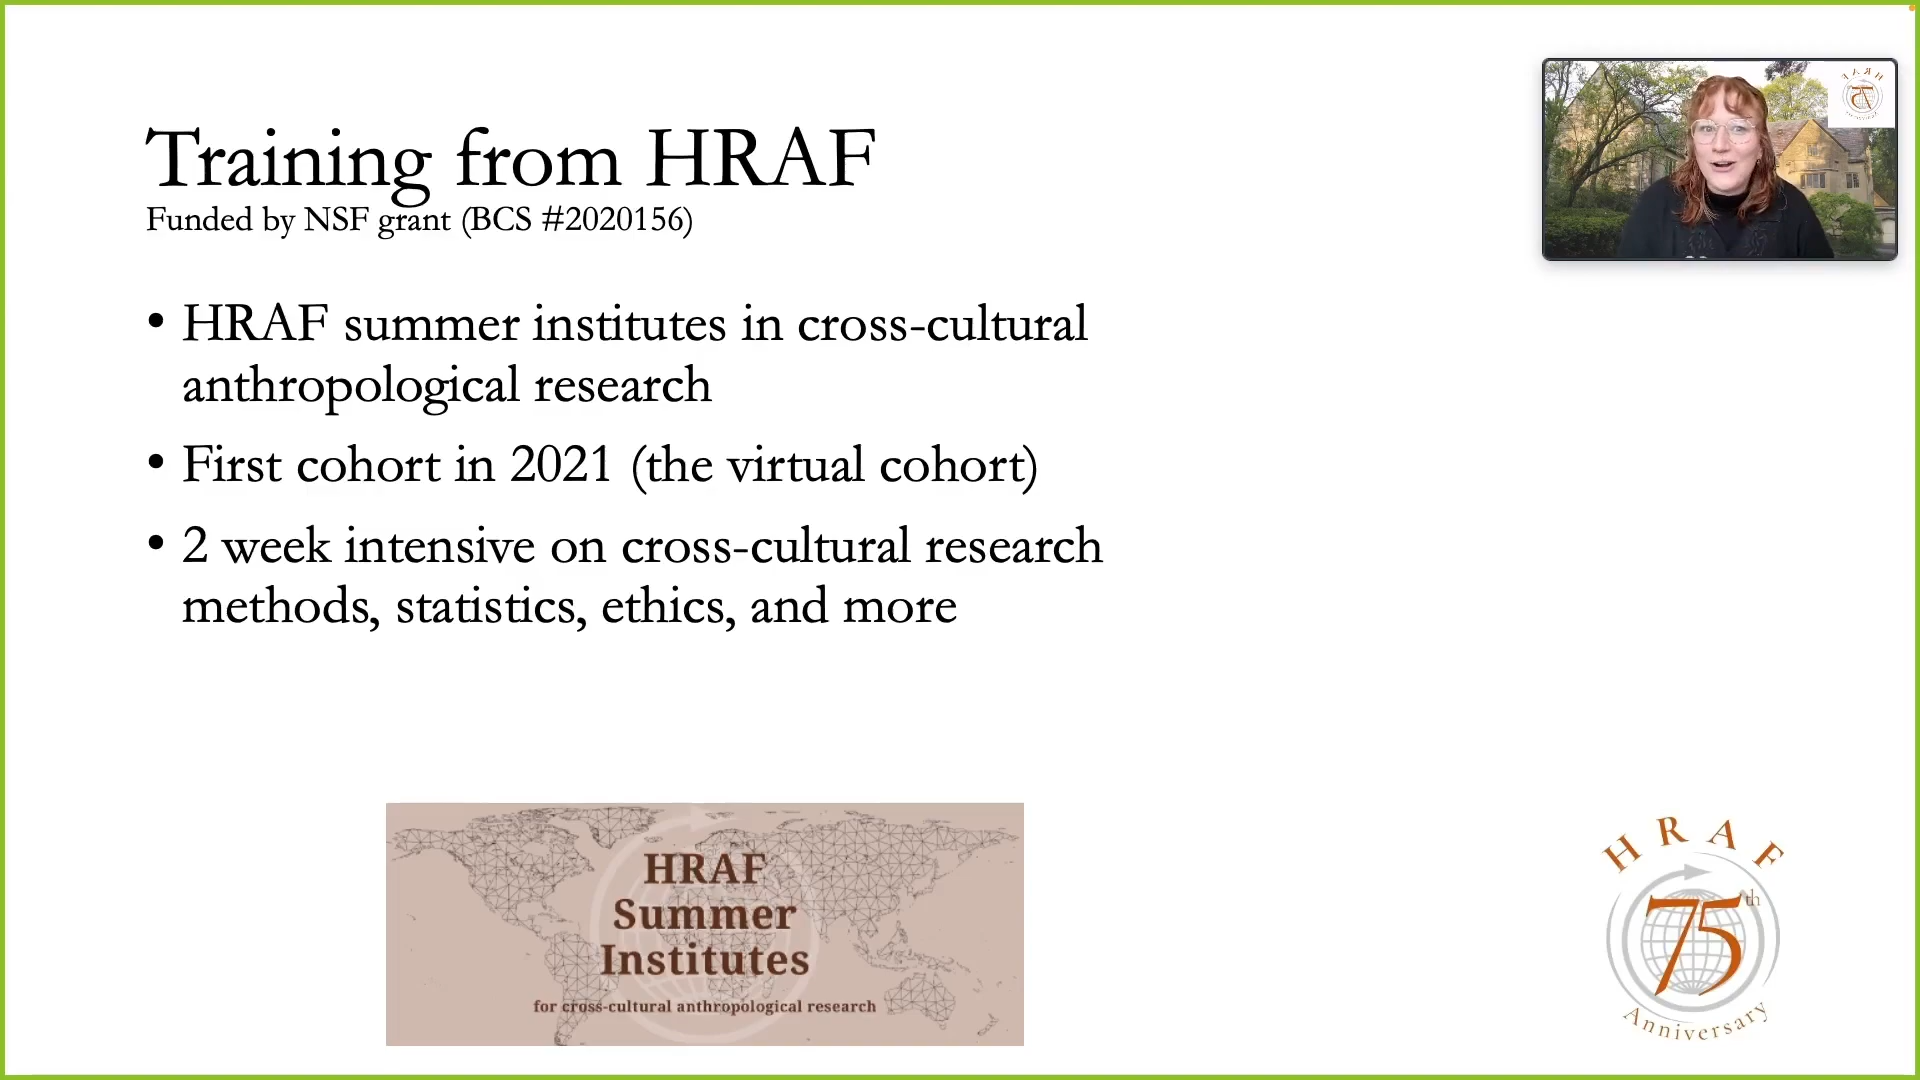 Training from HRAF
Funded by NSF grant (BCS #2020156)
• HRAF summer institutes in cross-cultural
anthropological research
• First cohort in 2021 (the virtual cohort)
• 2 week intensive on cross-cultural research
methods, statistics, ethics, and more
HRAF
Summer
Institutes
for cross-cultural anthropological research
HRAF
75th
Anniversary
HRAF
75